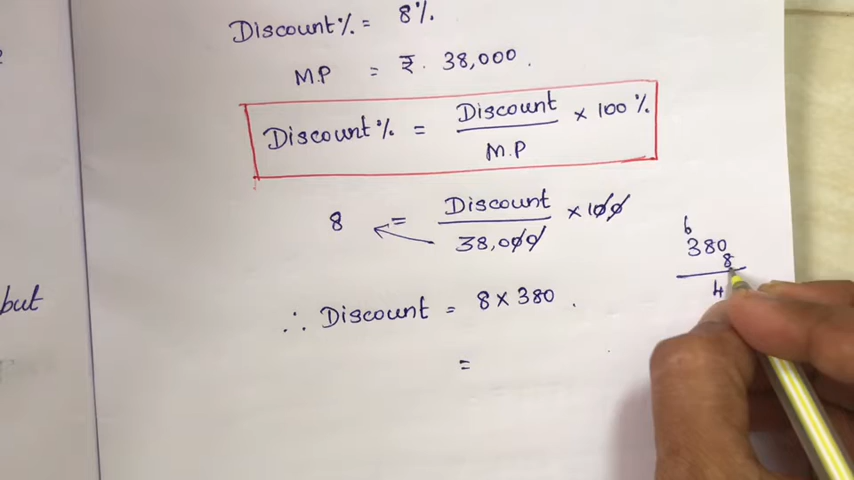 Discount% = 8%.
M.P = ₹. 38,000.
Discount% = Discount / M.P × 100%
8 = Discount / 38,000 × 100
∴ Discount = 8 × 380.
=
6
380
8
4
but